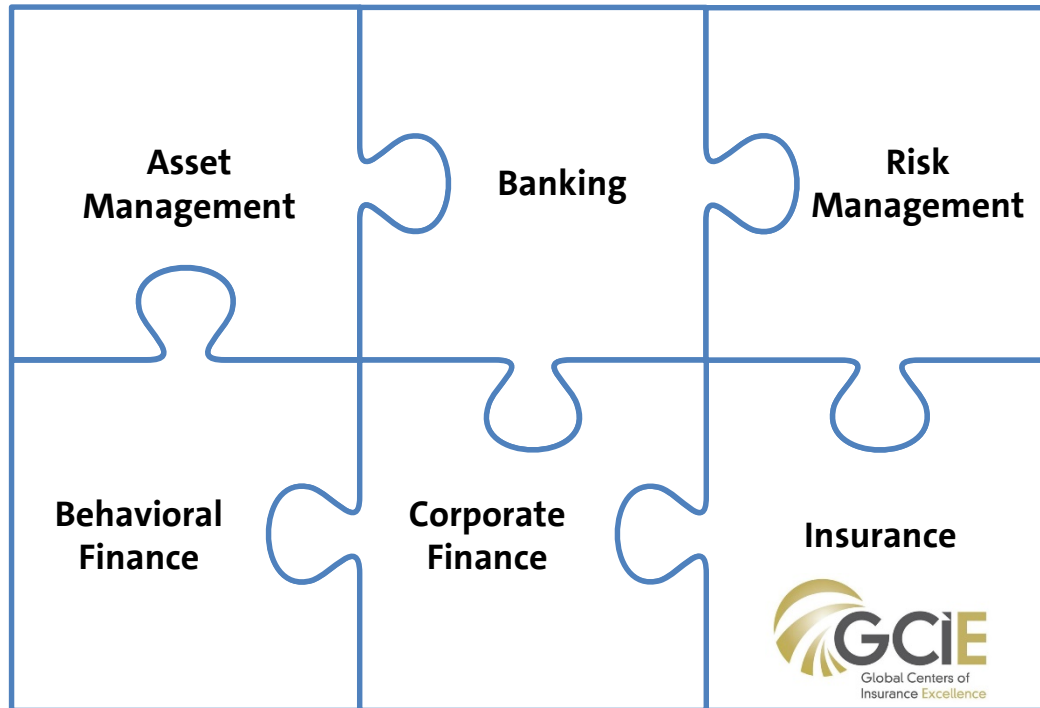 Asset
Management
Banking
Risk
Management
Behavioral
Finance
Corporate
Finance
Insurance
GCiE
Global Centers of
Insurance Excellence